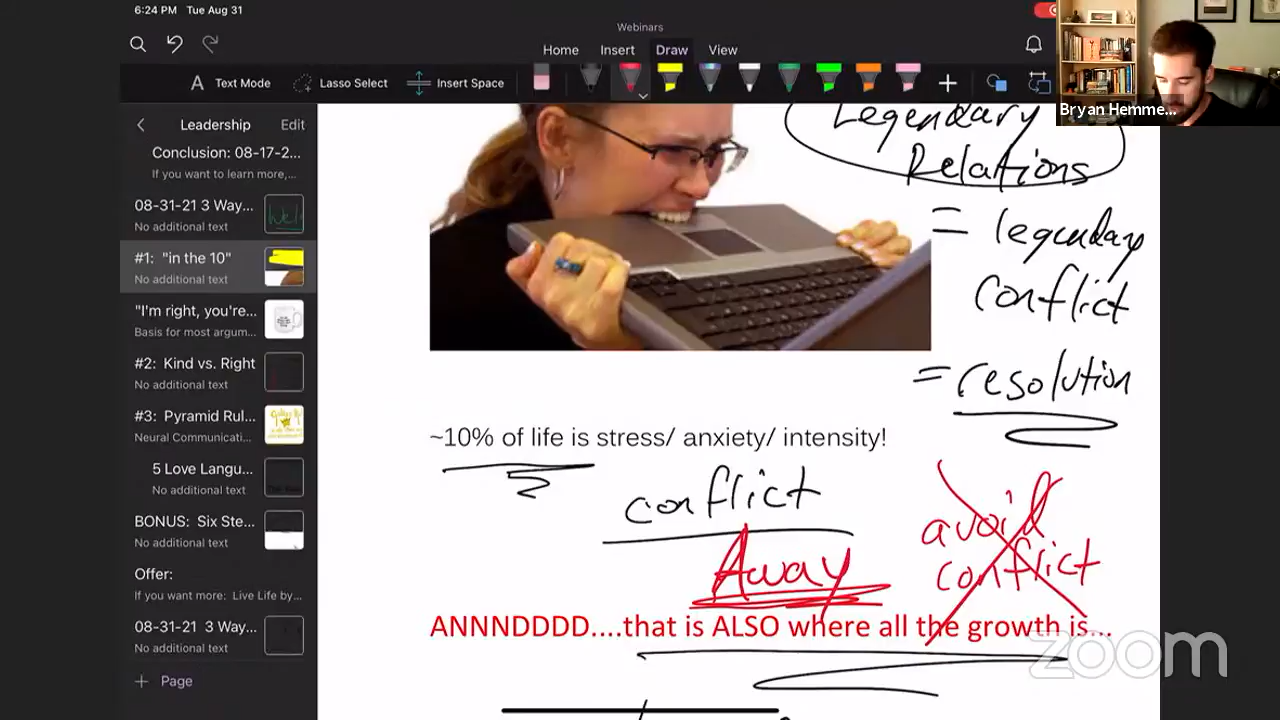 6:24 PM Tue Aug 31
Webinars
Home Insert Draw View
A Text Mode Lasso Select Insert Space
Bryan Hemme...
Leadership Edit
Conclusion: 08-17-2...
If you want to learn more,...
08-31-21 3 Way...
No additional text
#1: "in the 10"
No additional text
"I'm right, you're...
Basis for most argum...
#2: Kind vs. Right
No additional text
#3: Pyramid Rul...
Neural Communicati...
5 Love Langu...
No additional text
BONUS: Six Ste...
No additional text
Offer:
If you want more: Live Life by...
08-31-21 3 Way...
No additional text
+ Page
Legendary
Relations
= legendary
conflict
= resolution
~10% of life is stress/ anxiety/ intensity!
conflict
Away
avoid
conflict
ANNNDDDD....that is ALSO where all the growth is...
zoom